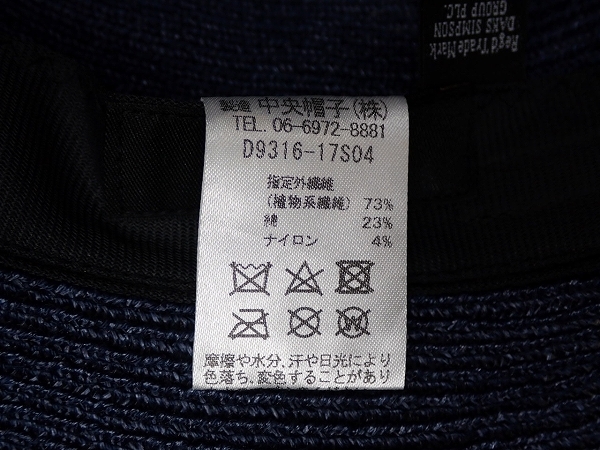 Reg'd Trade Mark
DAKS SIMPSON
GROUP PLC.
製造 中央帽子(株)
TEL. 06-6972-8881
D9316-17S04
指定外繊維
(植物系繊維) 73%
綿 23%
ナイロン 4%
摩擦や水分、汗や日光により
色落ち、変色することがあり